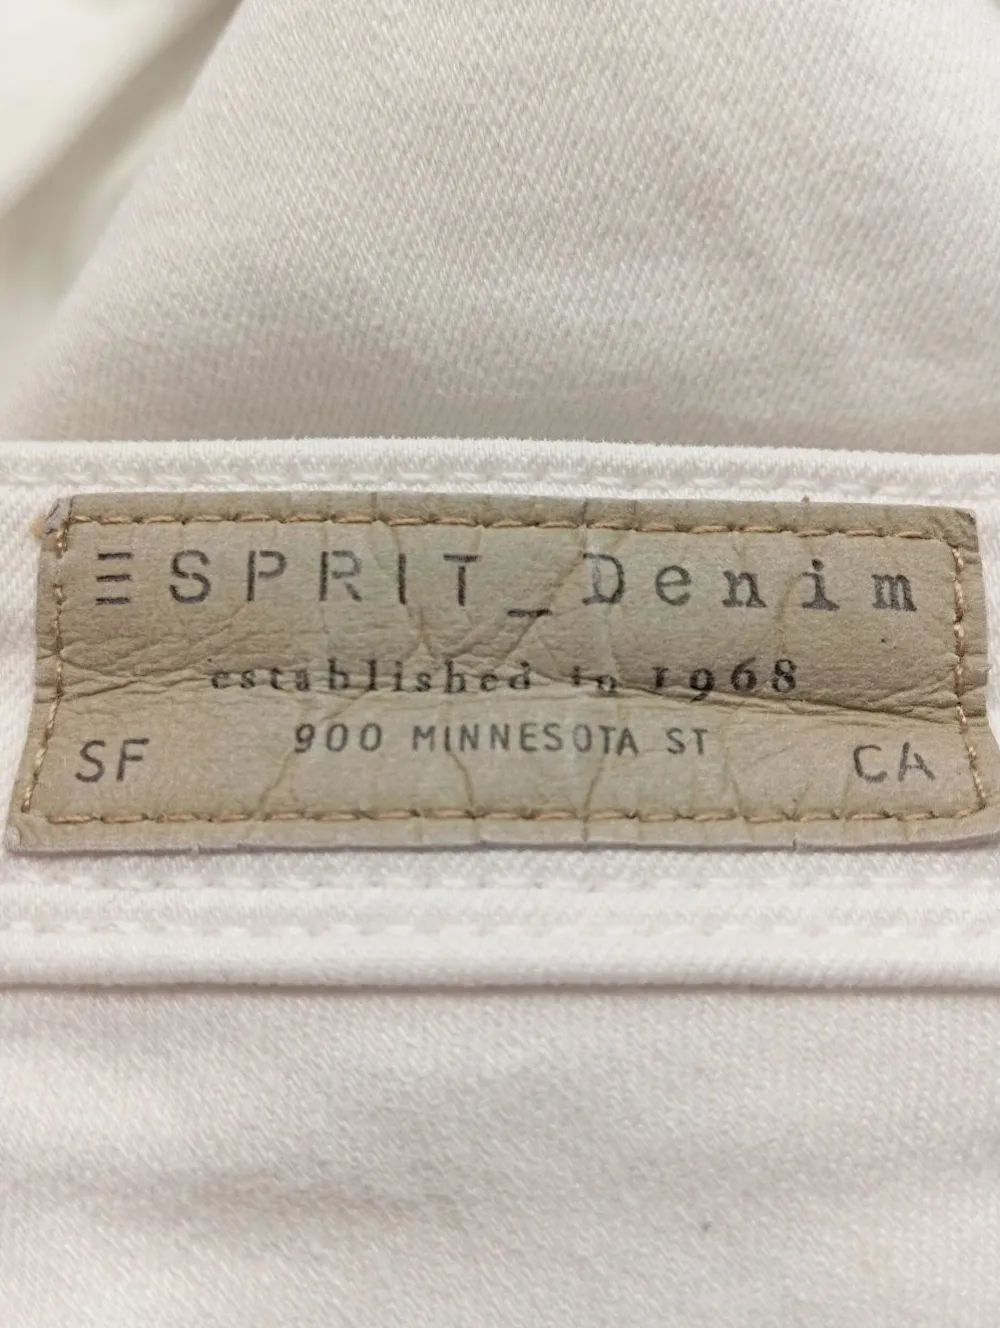 ESPRIT_Denim
established in 1968
900 MINNESOTA ST
SF CA